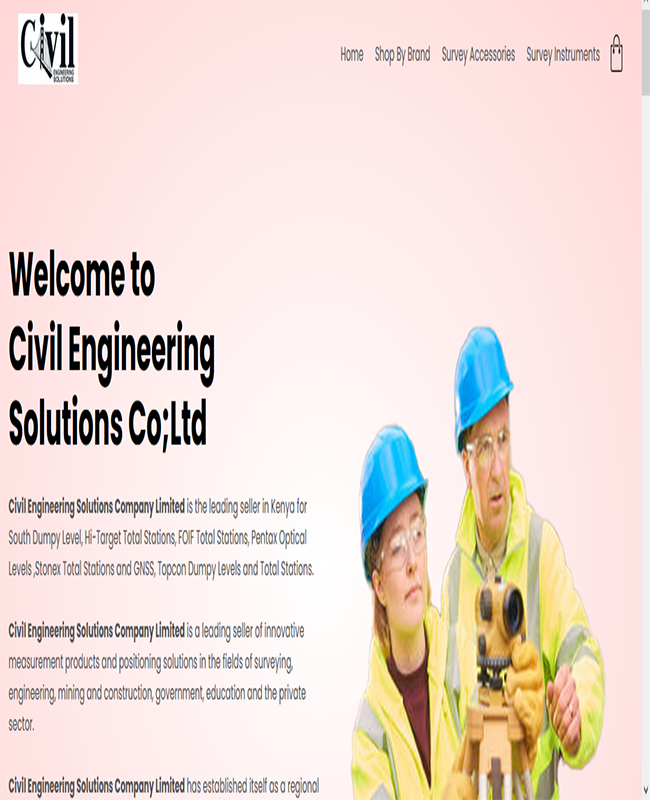 Civil
ENGINEERING
SOLUTIONS
Home Shop By Brand Survey Accessories Survey Instruments
Welcome to
Civil Engineering
Solutions Co;Ltd
Civil Engineering Solutions Company Limited is the leading seller in Kenya for
South Dumpy Level, Hi-Target Total Stations, FOIF Total Stations, Pentax Optical
Levels ,Stonex Total Stations and GNSS, Topcon Dumpy Levels and Total Stations.
Civil Engineering Solutions Company Limited is a leading seller of innovative
measurement products and positioning solutions in the fields of surveying,
engineering, mining and construction, government, education and the private
sector.
Civil Engineering Solutions Company Limited has established itself as a regional